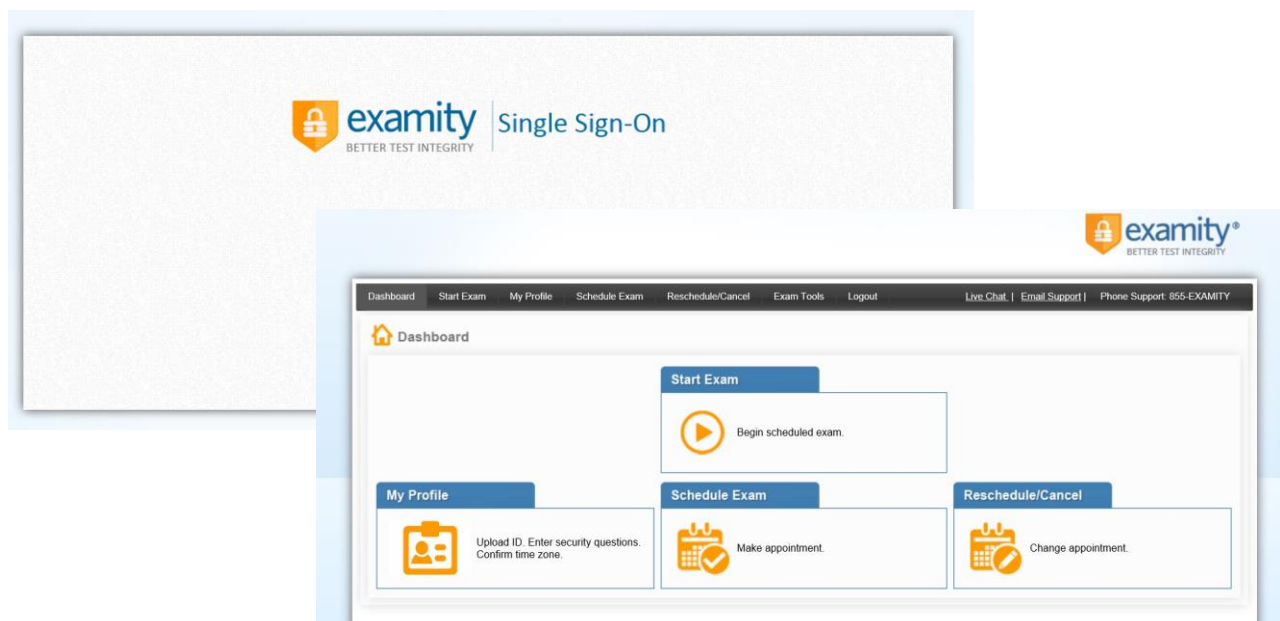 examity Single Sign-On
BETTER TEST INTEGRITY
examity®
BETTER TEST INTEGRITY
Dashboard Start Exam My Profile Schedule Exam Reschedule/Cancel Exam Tools Logout Live Chat | Email Support | Phone Support: 855-EXAMITY
Dashboard
Start Exam
Begin scheduled exam.
My Profile
Upload ID. Enter security questions.
Confirm time zone.
Schedule Exam
Make appointment.
Reschedule/Cancel
Change appointment.